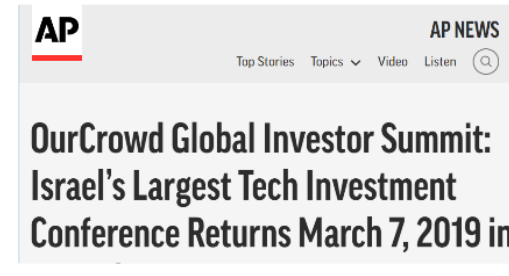 AP
AP NEWS
Top Stories Topics Video Listen
OurCrowd Global Investor Summit:
Israel's Largest Tech Investment
Conference Returns March 7, 2019 in